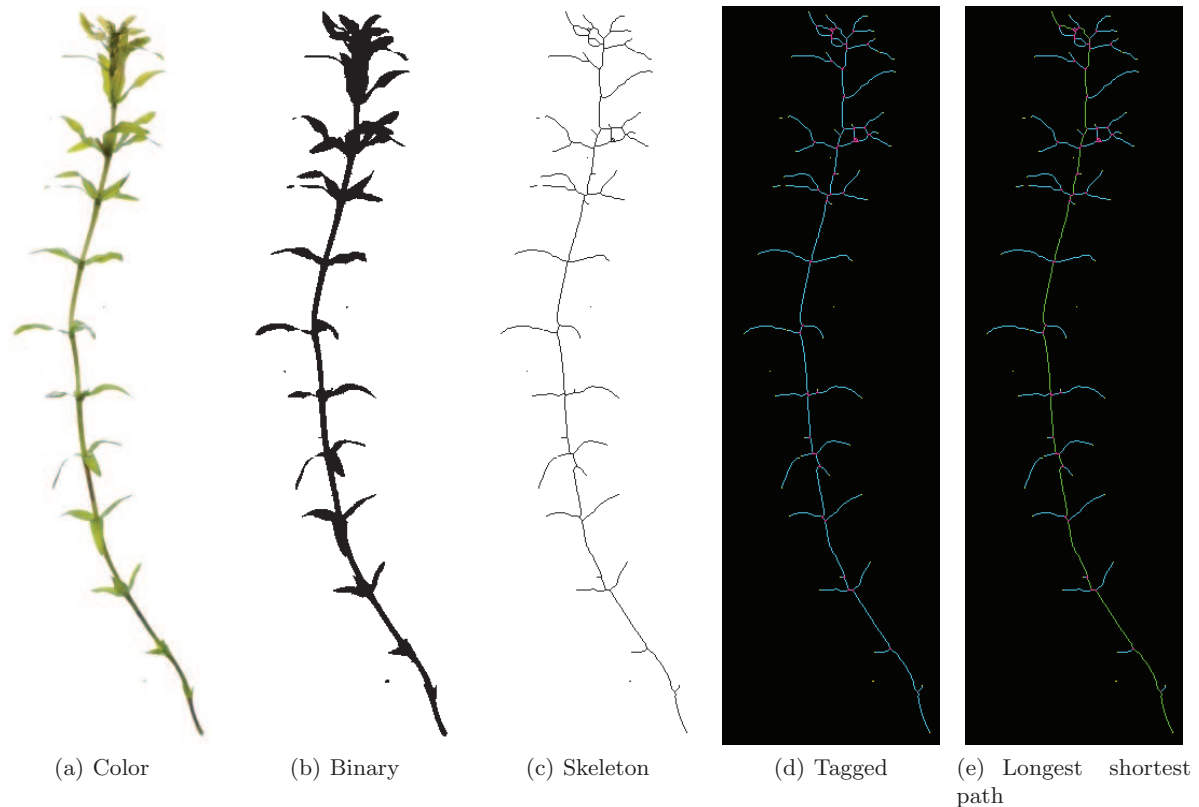 (a) Color
(b) Binary
(c) Skeleton
(d) Tagged
(e) Longest shortest
path